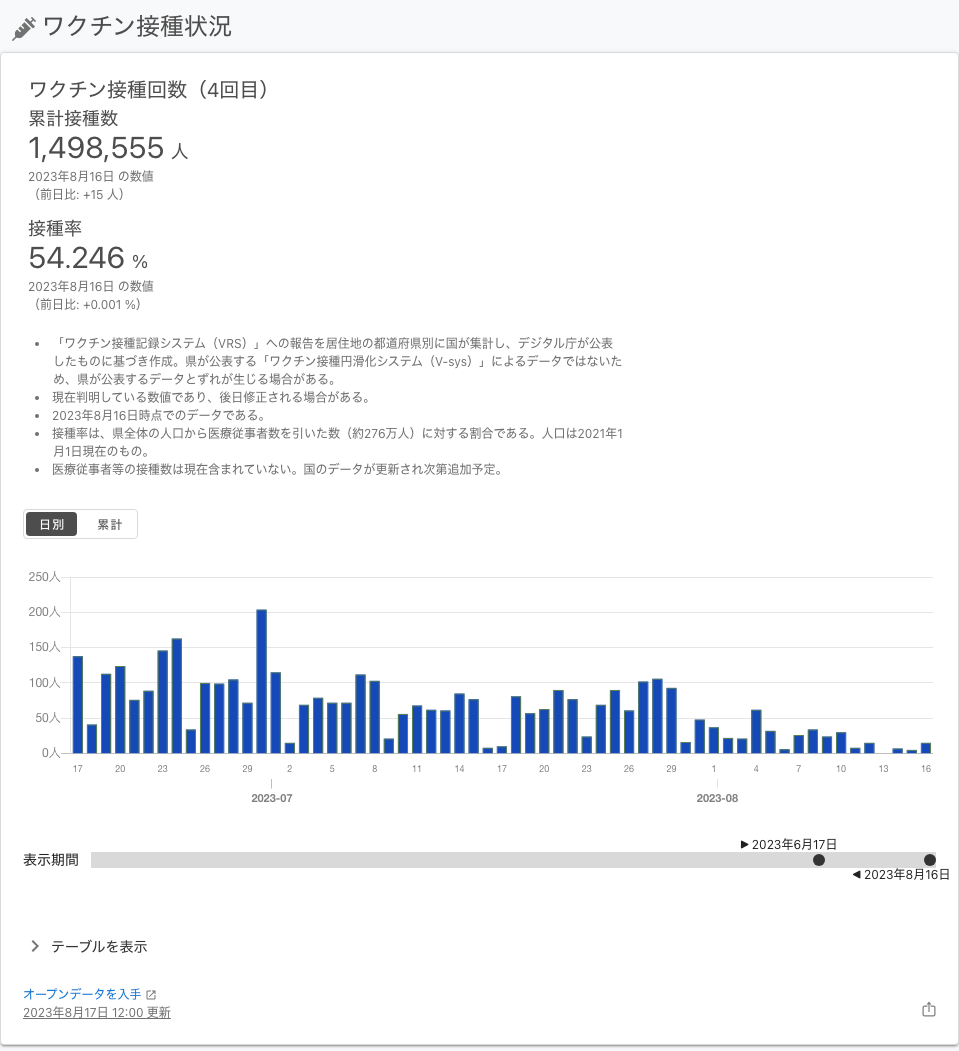 ワクチン接種状況
ワクチン接種回数（4回目）
累計接種数
1,498,555 人
2023年8月16日 の数値
（前日比: +15 人）
接種率
54.246 %
2023年8月16日 の数値
（前日比: +0.001 %）
• 「ワクチン接種記録システム（VRS）」への報告を居住地の都道府県別に国が集計し、デジタル庁が公表
したものに基づき作成。県が公表する「ワクチン接種円滑化システム（V-sys）」によるデータではないた
め、県が公表するデータとずれが生じる場合がある。
• 現在判明している数値であり、後日修正される場合がある。
• 2023年8月16日時点でのデータである。
• 接種率は、県全体の人口から医療従事者数を引いた数（約276万人）に対する割合である。人口は2021年1
月1日現在のもの。
• 医療従事者等の接種数は現在含まれていない。国のデータが更新され次第追加予定。
日別 累計
250人
200人
150人
100人
50人
0人
17 20 23 26 29 2 5 8 11 14 17 20 23 26 29 1 4 7 10 13 16
2023-07 2023-08
▶ 2023年6月17日
表示期間
◀ 2023年8月16日
テーブルを表示
オープンデータを入手
2023年8月17日 12:00 更新